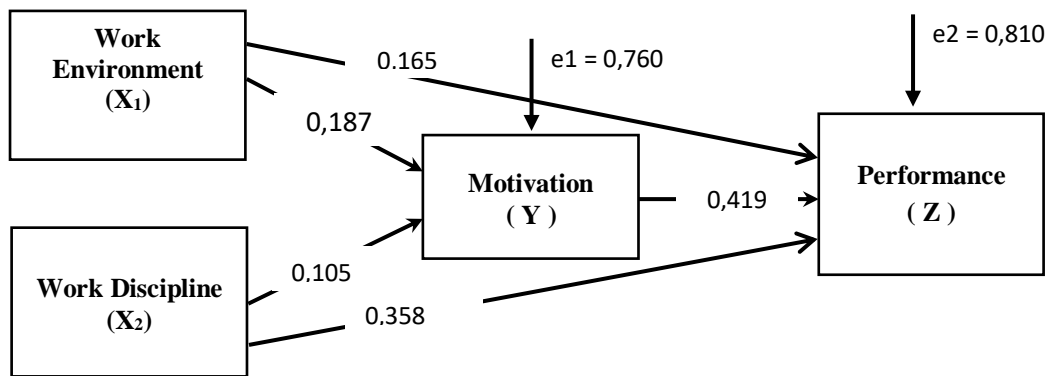 Work
Environment
(X₁)
0.165
0,187
e1 = 0,760
e2 = 0,810
Motivation
( Y )
0,419
Performance
( Z )
Work Discipline
(X₂)
0,105
0,358